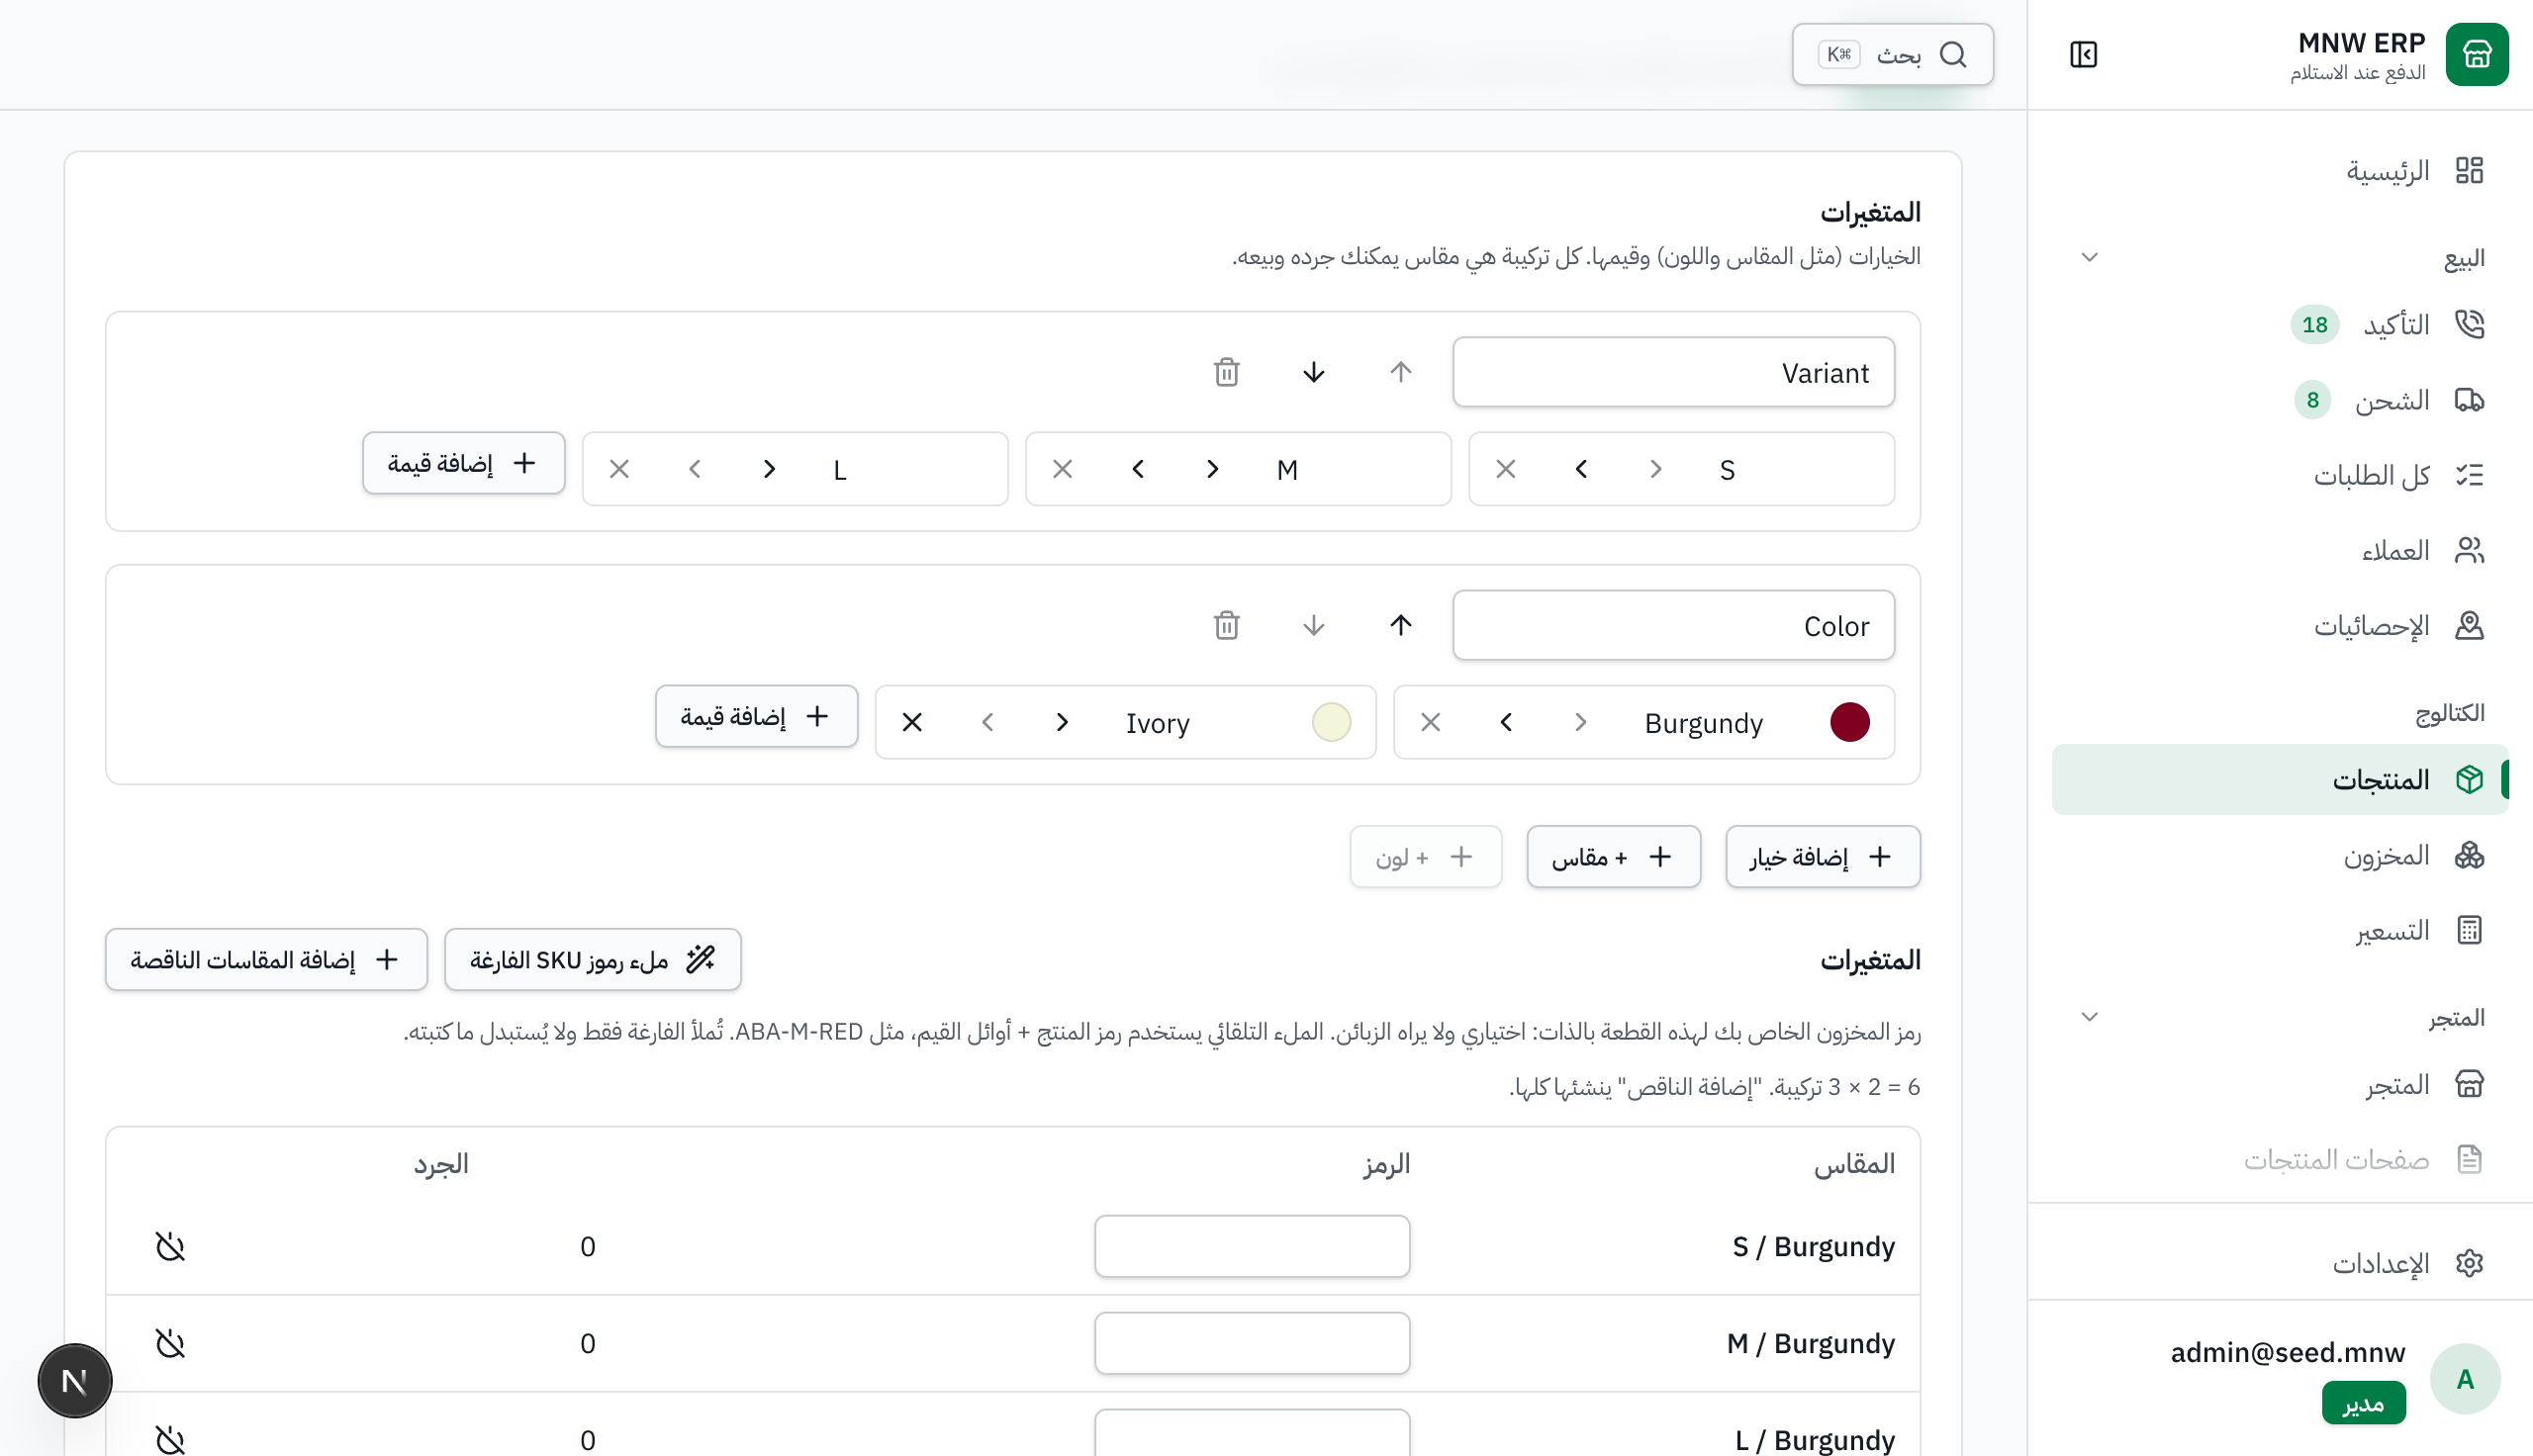 MNW ERP
الدفع عند الاستلام
بحث
⌘K
الرئيسية
البيع
التأكيد
18
الشحن
8
كل الطلبات
العملاء
الإحصائيات
الكتالوج
المنتجات
المخزون
التسعير
المتجر
المتجر
صفحات المنتجات
الإعدادات
A
admin@seed.mnw
مدير
المتغيرات
الخيارات (مثل المقاس واللون) وقيمها. كل تركيبة هي مقاس يمكنك جرده وبيعه.
Variant
S
M
L
إضافة قيمة
Color
Burgundy
Ivory
إضافة قيمة
إضافة خيار
+ مقاس
+ لون
المتغيرات
ملء رموز SKU الفارغة
إضافة المقاسات الناقصة
رمز المخزون الخاص بك لهذه القطعة بالذات: اختياري ولا يراه الزبائن. الملء التلقائي يستخدم رمز المنتج + أوائل القيم، مثل ABA-M-RED. تُملأ الفارغة فقط ولا يُستبدل ما كتبته.
6 = 2 × 3 تركيبة. "إضافة الناقص" ينشئها كلها.
المقاس
الرمز
الجرد
S / Burgundy
0
M / Burgundy
0
L / Burgundy
0
N